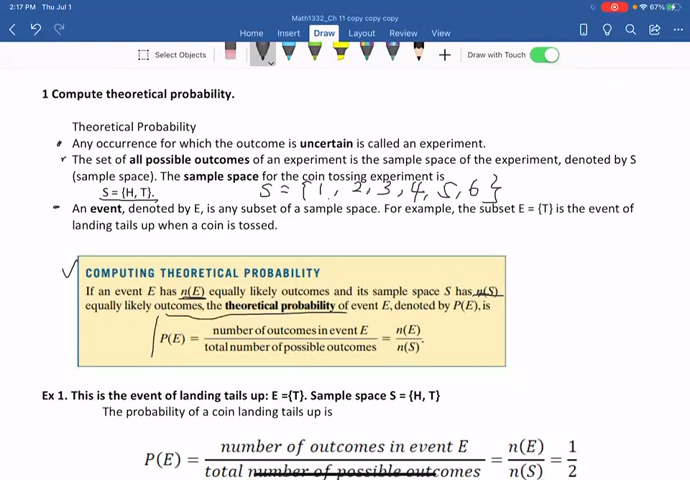 2:17 PM Thu Jul 1
67%
Math1332_Ch 11 copy copy copy
Home Insert Draw Layout Review View
Select Objects
Draw with Touch
1 Compute theoretical probability.
Theoretical Probability
Any occurrence for which the outcome is uncertain is called an experiment.
The set of all possible outcomes of an experiment is the sample space of the experiment, denoted by S
(sample space). The sample space for the coin tossing experiment is
S = {H, T}.
S = {1, 2, 3, 4, 5, 6}
An event, denoted by E, is any subset of a sample space. For example, the subset E = {T} is the event of
landing tails up when a coin is tossed.
COMPUTING THEORETICAL PROBABILITY
If an event E has n(E) equally likely outcomes and its sample space S has n(S)
equally likely outcomes, the theoretical probability of event E, denoted by P(E), is
P(E) = number of outcomes in event E / total number of possible outcomes = n(E) / n(S).
Ex 1. This is the event of landing tails up: E ={T}. Sample space S = {H, T}
The probability of a coin landing tails up is
P(E) = number of outcomes in event E / total number of possible outcomes = n(E) / n(S) = 1 / 2